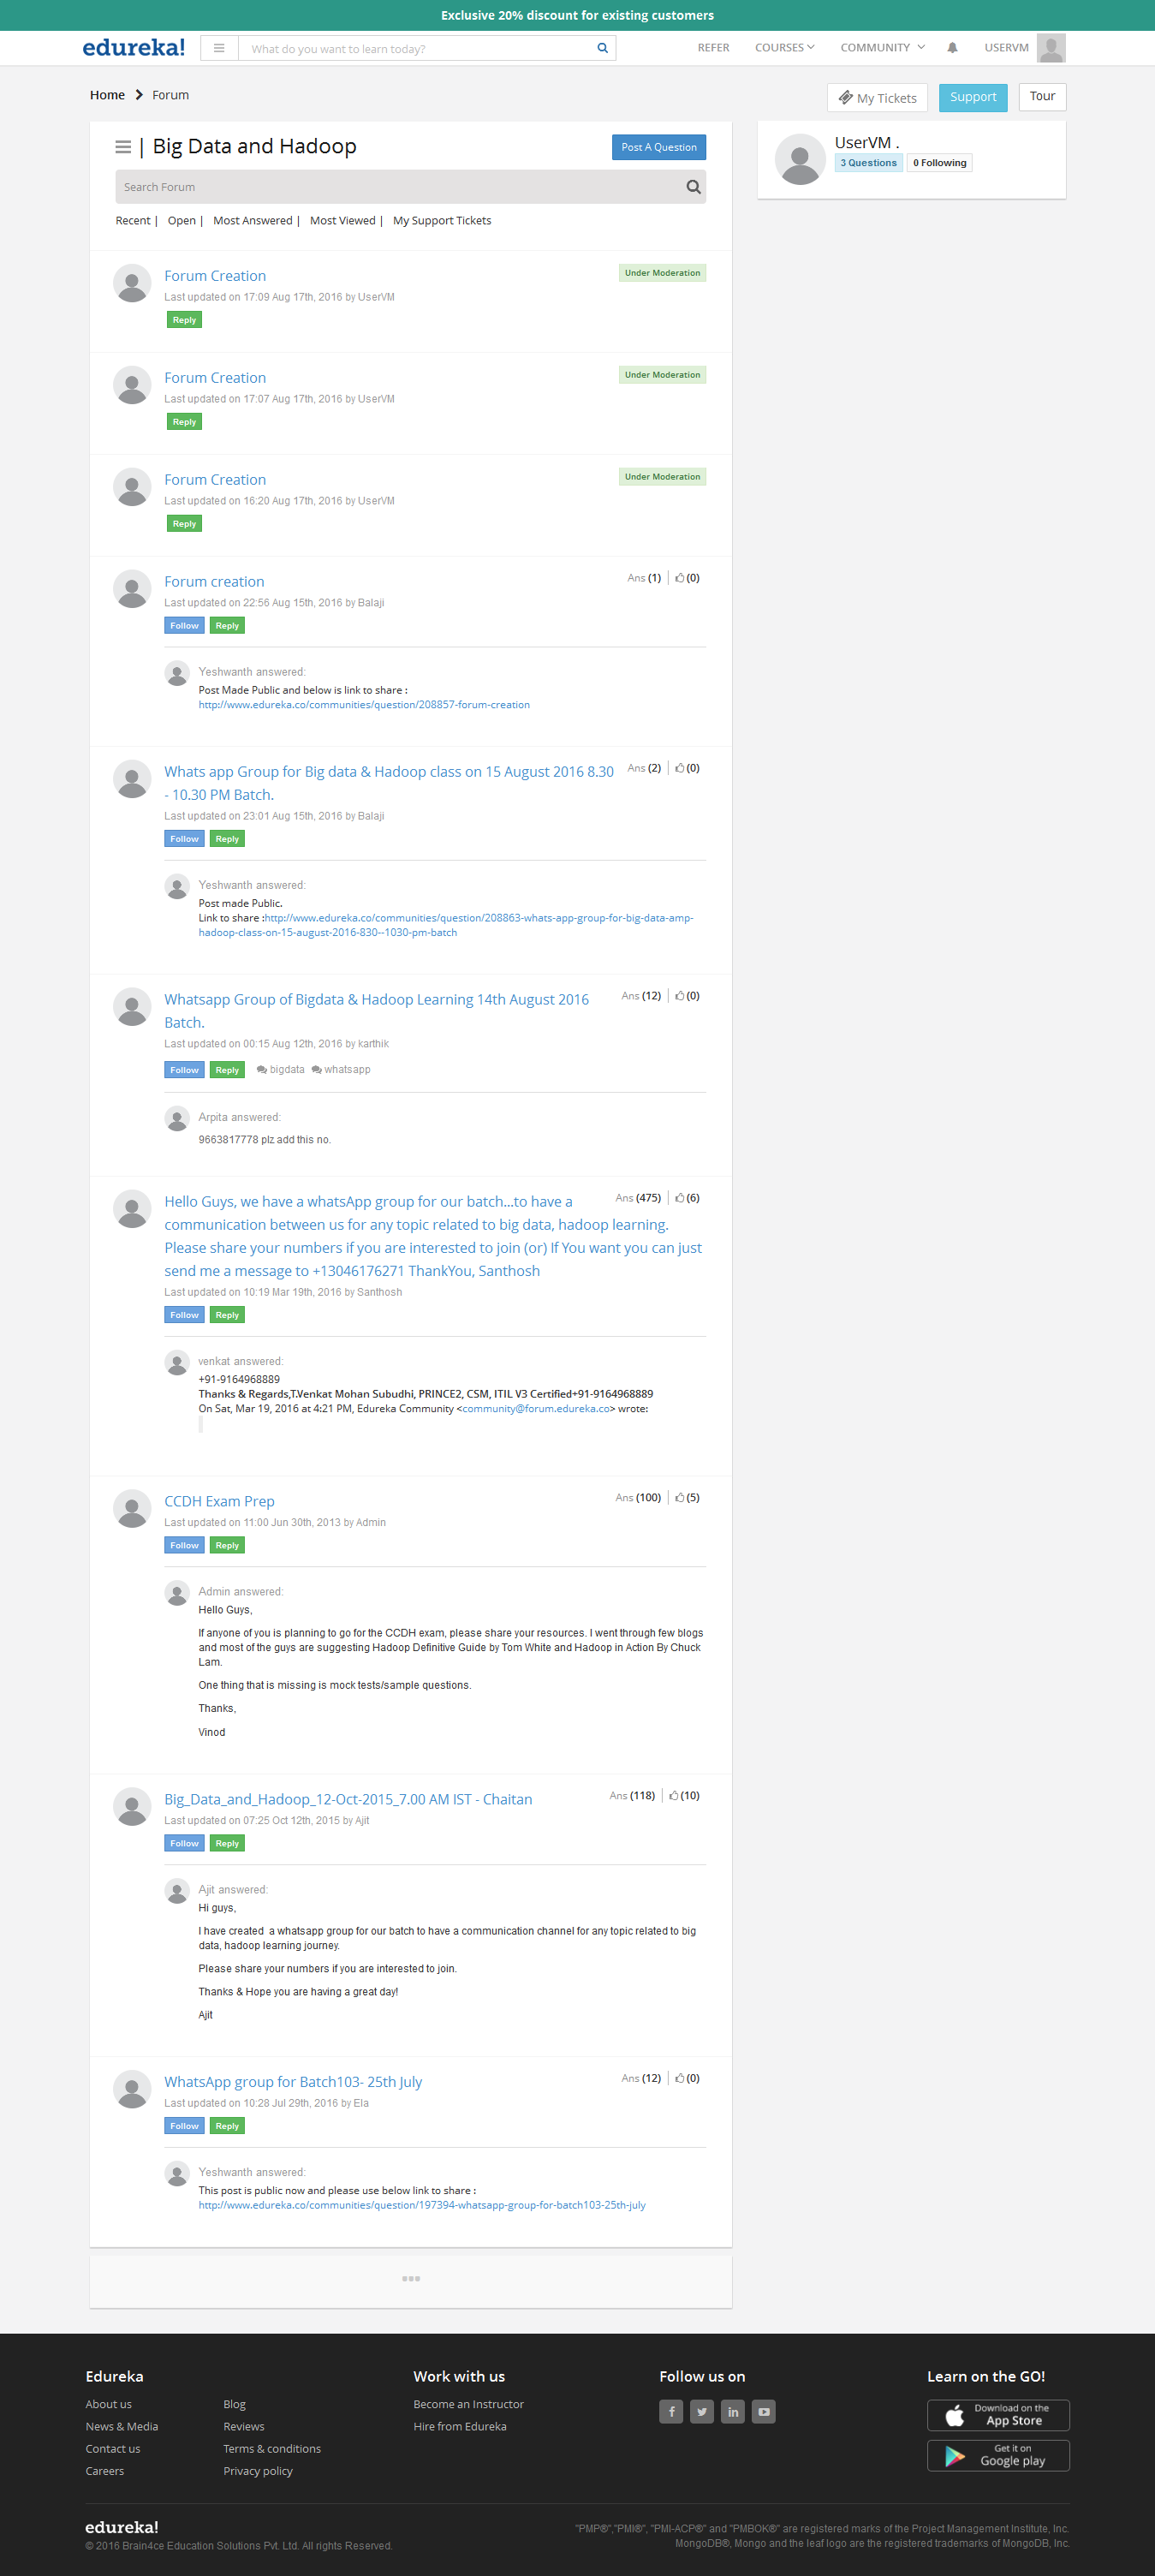 Exclusive 20% discount for existing customers
edureka!
What do you want to learn today?
REFER
COURSES
COMMUNITY
USERVM
Home
Forum
My Tickets
Support
Tour
| Big Data and Hadoop
Post A Question
Search Forum
Recent | Open | Most Answered | Most Viewed | My Support Tickets
UserVM .
3 Questions
0 Following
Forum Creation
Under Moderation
Last updated on 17:09 Aug 17th, 2016 by UserVM
Reply
Forum Creation
Under Moderation
Last updated on 17:07 Aug 17th, 2016 by UserVM
Reply
Forum Creation
Under Moderation
Last updated on 16:20 Aug 17th, 2016 by UserVM
Reply
Forum creation
Ans (1) | (0)
Last updated on 22:56 Aug 15th, 2016 by Balaji
Follow Reply
Yeshwanth answered:
Post Made Public and below is link to share :
http://www.edureka.co/communities/question/208857-forum-creation
Whats app Group for Big data & Hadoop class on 15 August 2016 8.30
- 10.30 PM Batch.
Ans (2) | (0)
Last updated on 23:01 Aug 15th, 2016 by Balaji
Follow Reply
Yeshwanth answered:
Post made Public.
Link to share :http://www.edureka.co/communities/question/208863-whats-app-group-for-big-data-amp-
hadoop-class-on-15-august-2016-830--1030-pm-batch
Whatsapp Group of Bigdata & Hadoop Learning 14th August 2016
Batch.
Ans (12) | (0)
Last updated on 00:15 Aug 12th, 2016 by karthik
Follow Reply bigdata whatsapp
Arpita answered:
9663817778 plz add this no.
Hello Guys, we have a whatsApp group for our batch...to have a
communication between us for any topic related to big data, hadoop learning.
Please share your numbers if you are interested to join (or) If You want you can just
send me a message to +13046176271 ThankYou, Santhosh
Ans (475) | (6)
Last updated on 10:19 Mar 19th, 2016 by Santhosh
Follow Reply
venkat answered:
+91-9164968889
Thanks & Regards,T.Venkat Mohan Subudhi, PRINCE2, CSM, ITIL V3 Certified+91-9164968889
On Sat, Mar 19, 2016 at 4:21 PM, Edureka Community <community@forum.edureka.co> wrote:
CCDH Exam Prep
Ans (100) | (5)
Last updated on 11:00 Jun 30th, 2013 by Admin
Follow Reply
Admin answered:
Hello Guys,
If anyone of you is planning to go for the CCDH exam, please share your resources. I went through few blogs
and most of the guys are suggesting Hadoop Definitive Guide by Tom White and Hadoop in Action By Chuck
Lam.
One thing that is missing is mock tests/sample questions.
Thanks,
Vinod
Big_Data_and_Hadoop_12-Oct-2015_7.00 AM IST - Chaitan
Ans (118) | (10)
Last updated on 07:25 Oct 12th, 2015 by Ajit
Follow Reply
Ajit answered:
Hi guys,
I have created a whatsapp group for our batch to have a communication channel for any topic related to big
data, hadoop learning journey.
Please share your numbers if you are interested to join.
Thanks & Hope you are having a great day!
Ajit
WhatsApp group for Batch103- 25th July
Ans (12) | (0)
Last updated on 10:28 Jul 29th, 2016 by Ela
Follow Reply
Yeshwanth answered:
This post is public now and please use below link to share :
http://www.edureka.co/communities/question/197394-whatsapp-group-for-batch103-25th-july
Edureka
About us
News & Media
Contact us
Careers
Blog
Reviews
Terms & conditions
Privacy policy
Work with us
Become an Instructor
Hire from Edureka
Follow us on
Learn on the GO!
Download on the
App Store
Get it on
Google play
edureka!
© 2016 Brain4ce Education Solutions Pvt. Ltd. All rights Reserved.
"PMP®","PMI®", "PMI-ACP®" and "PMBOK®" are registered marks of the Project Management Institute, Inc.
MongoDB®, Mongo and the leaf logo are the registered trademarks of MongoDB, Inc.